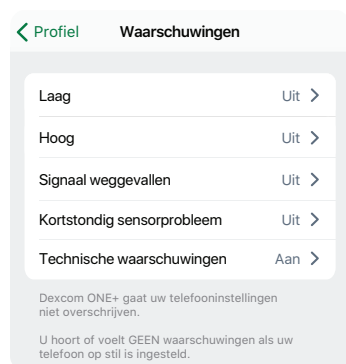 Profiel Waarschuwingen
Laag Uit
Hoog Uit
Signaal weggevallen Uit
Kortstondig sensorprobleem Uit
Technische waarschuwingen Aan
Dexcom ONE+ gaat uw telefooninstellingen
niet overschrijven.
U hoort of voelt GEEN waarschuwingen als uw
telefoon op stil is ingesteld.